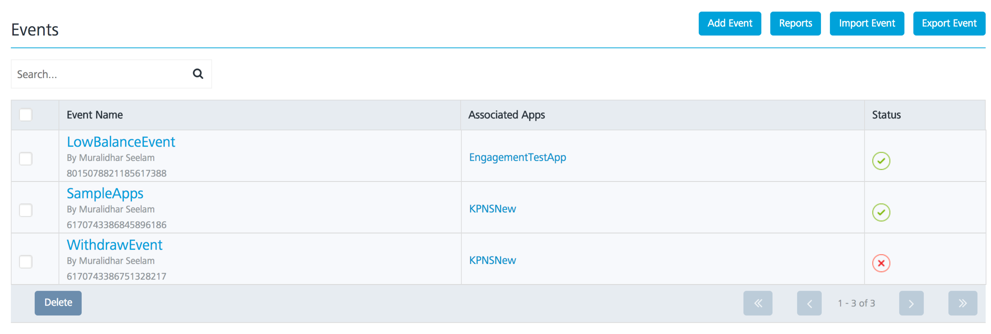 Events
Add Event
Reports
Import Event
Export Event
Search...
Event Name
Associated Apps
Status
LowBalanceEvent
By Muralidhar Seelam
8015078821185617388
EngagementTestApp
SampleApps
By Muralidhar Seelam
6170743386845896186
KPNSNew
WithdrawEvent
By Muralidhar Seelam
6170743386751328217
KPNSNew
Delete
1 - 3 of 3